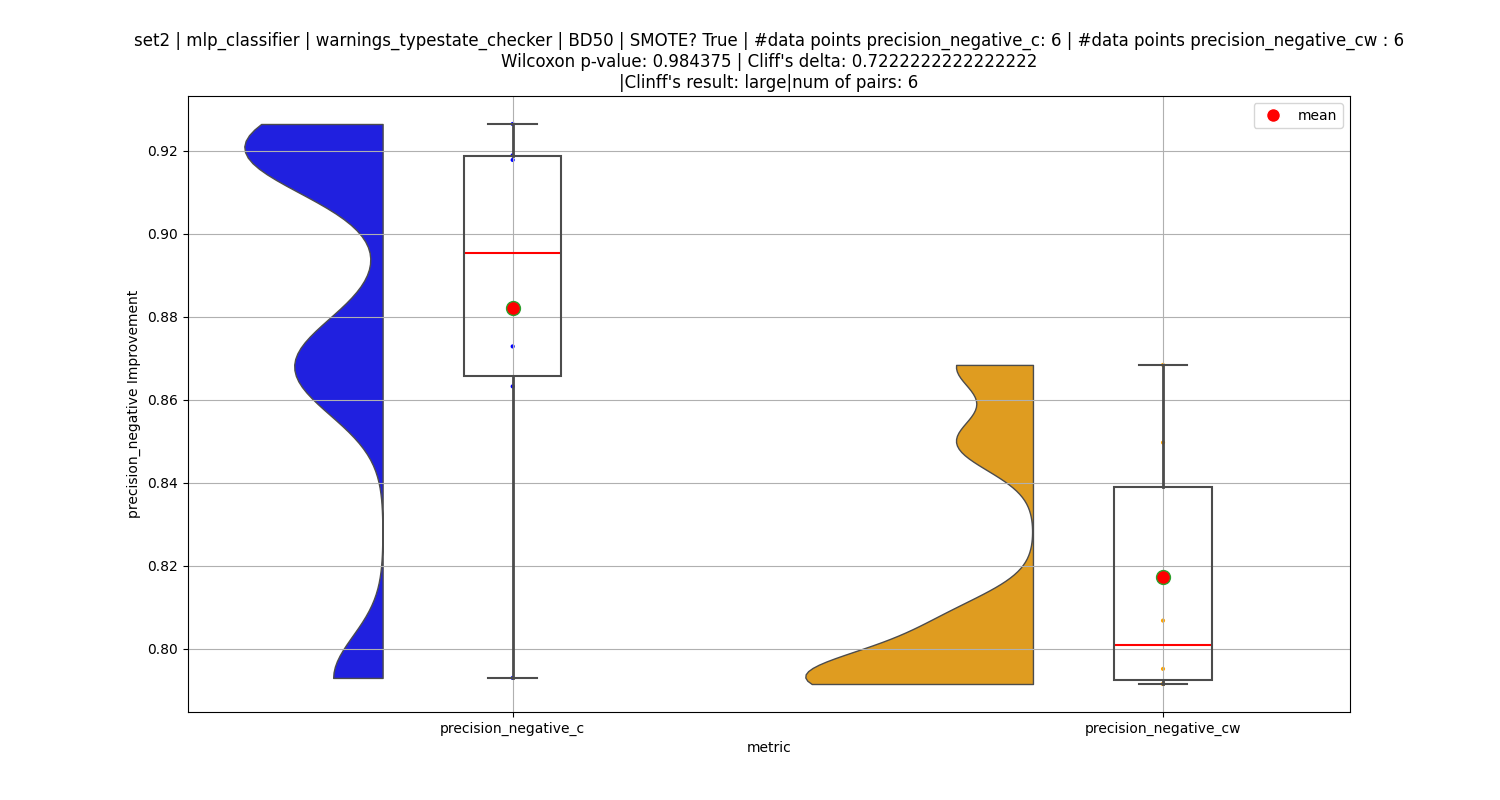 set2 | mlp_classifier | warnings_typestate_checker | BD50 | SMOTE? True | #data points precision_negative_c: 6 | #data points precision_negative_cw : 6
Wilcoxon p-value: 0.984375 | Cliff's delta: 0.7222222222222222
|Clinff's result: large|num of pairs: 6
mean
precision_negative Improvement
0.92
0.90
0.88
0.86
0.84
0.82
0.80
precision_negative_c
precision_negative_cw
metric